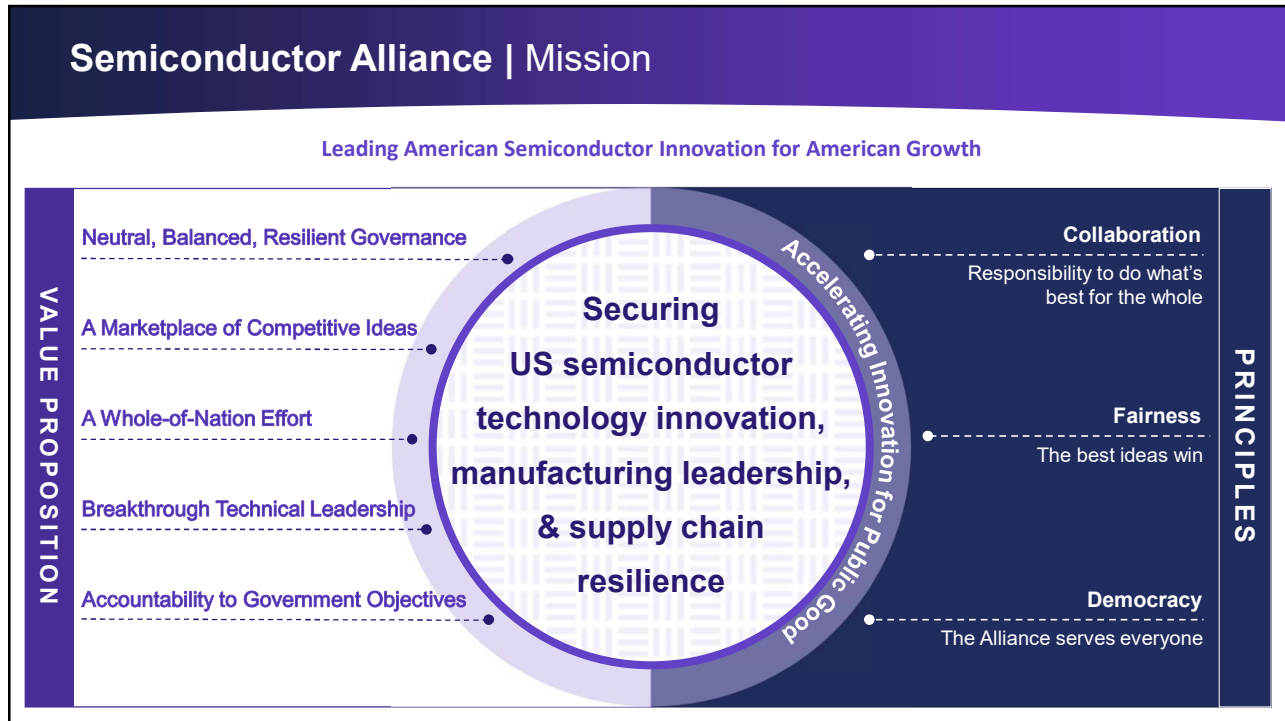 Semiconductor Alliance | Mission
Leading American Semiconductor Innovation for American Growth
VALUE PROPOSITION
Neutral, Balanced, Resilient Governance
A Marketplace of Competitive Ideas
A Whole-of-Nation Effort
Breakthrough Technical Leadership
Accountability to Government Objectives
Securing
US semiconductor
technology innovation,
manufacturing leadership,
& supply chain
resilience
Accelerating Innovation for Public Good
Collaboration
Responsibility to do what's
best for the whole
Fairness
The best ideas win
Democracy
The Alliance serves everyone
PRINCIPLES